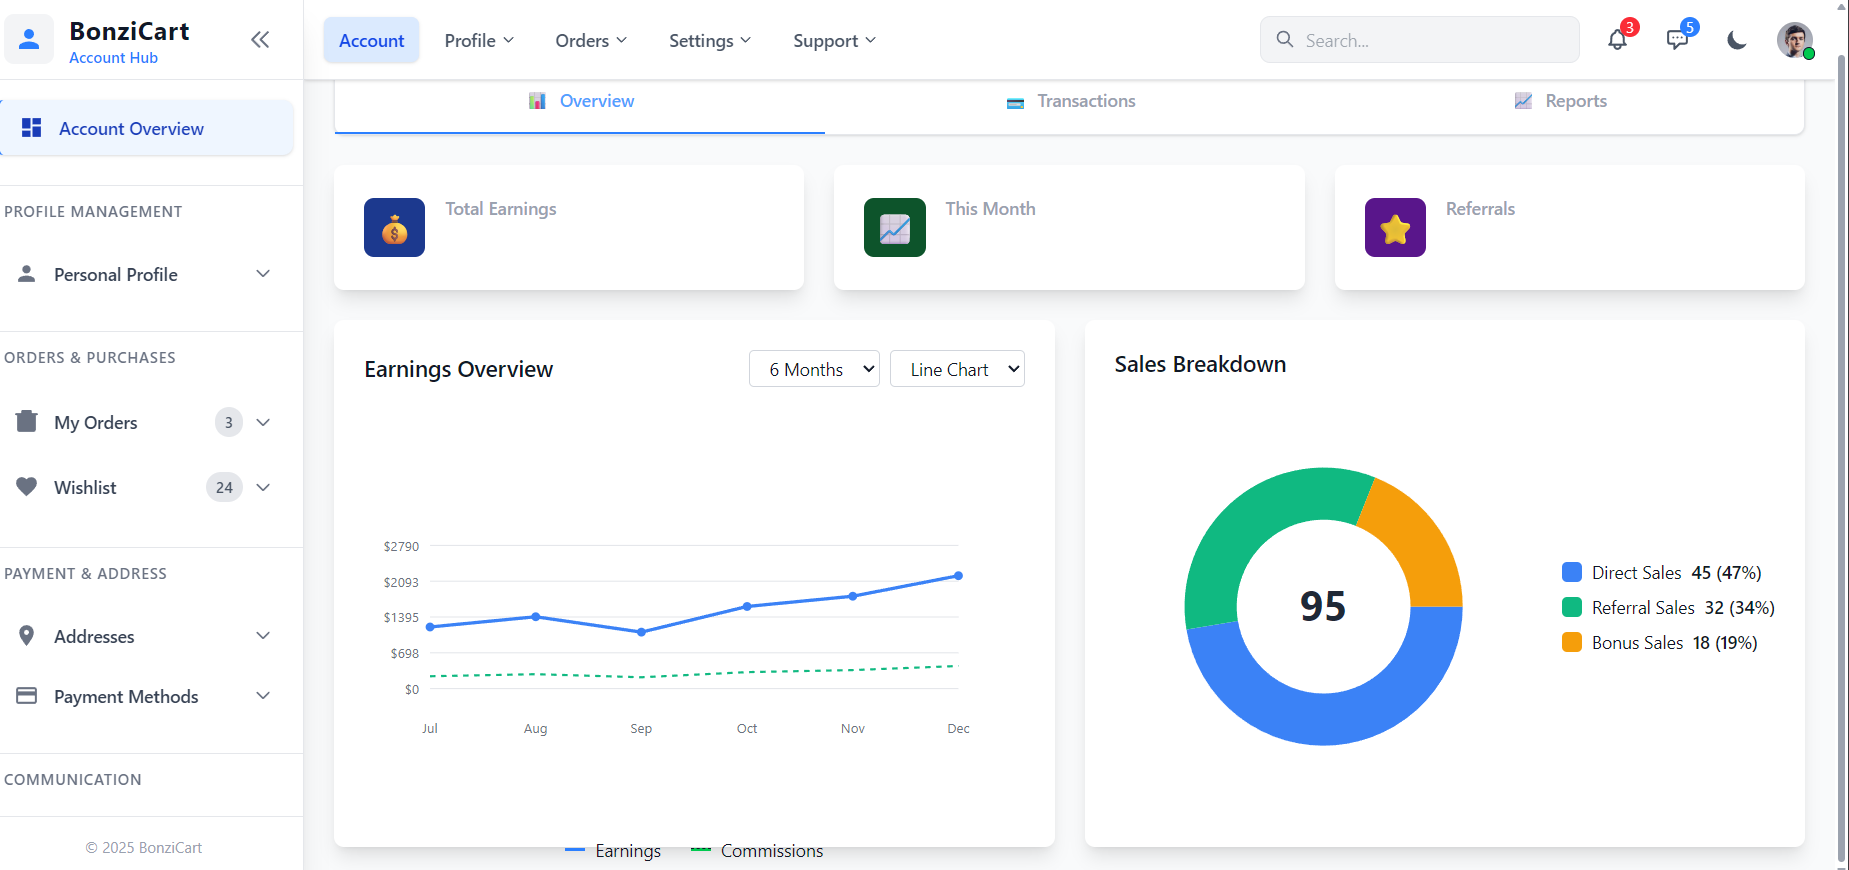 BonziCart
Account Hub
Account
Profile
Orders
Settings
Support
Search...
3
5
Account Overview
PROFILE MANAGEMENT
Personal Profile
ORDERS & PURCHASES
My Orders
3
Wishlist
24
PAYMENT & ADDRESS
Addresses
Payment Methods
COMMUNICATION
© 2025 BonziCart
Overview
Transactions
Reports
Total Earnings
This Month
Referrals
Earnings Overview
6 Months
Line Chart
$2790
$2093
$1395
$698
$0
Jul
Aug
Sep
Oct
Nov
Dec
Earnings
Commissions
Sales Breakdown
95
Direct Sales 45 (47%)
Referral Sales 32 (34%)
Bonus Sales 18 (19%)